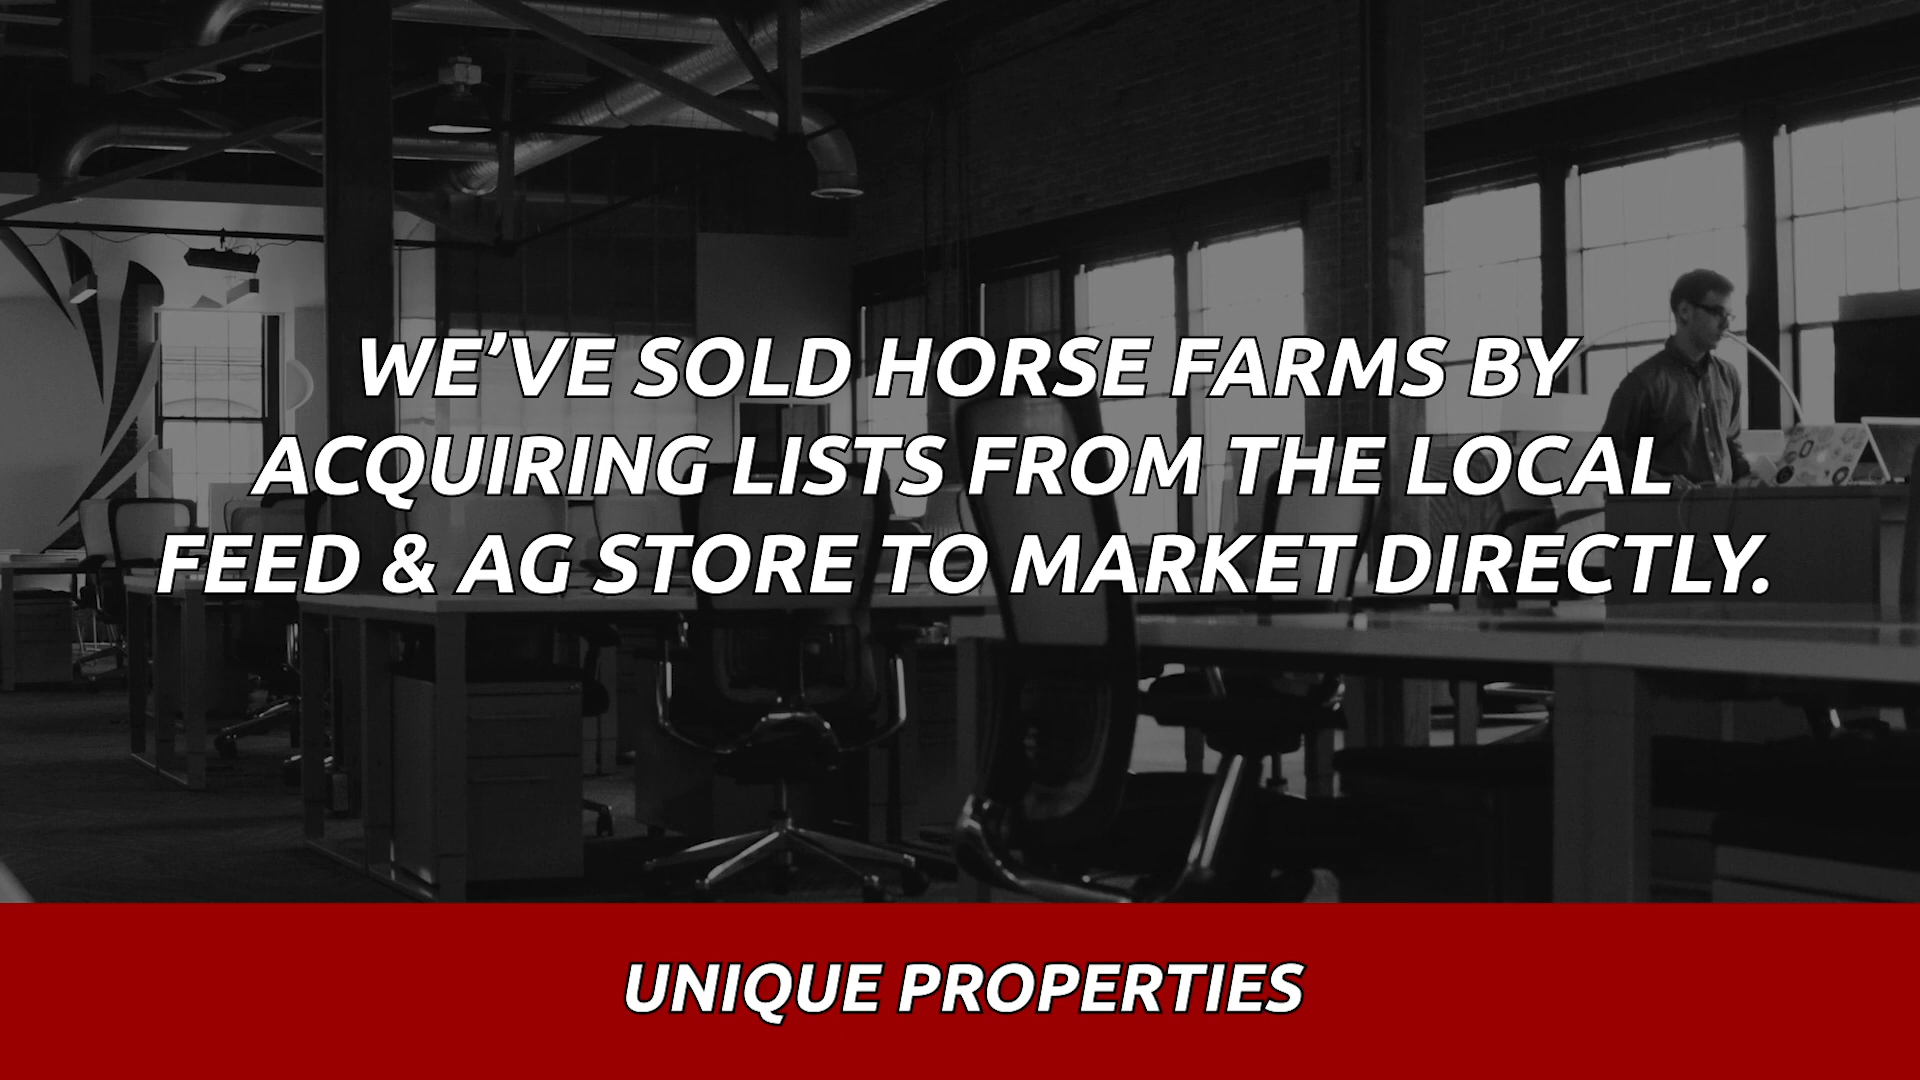 WE’VE SOLD HORSE FARMS BY
ACQUIRING LISTS FROM THE LOCAL
FEED & AG STORE TO MARKET DIRECTLY.
UNIQUE PROPERTIES